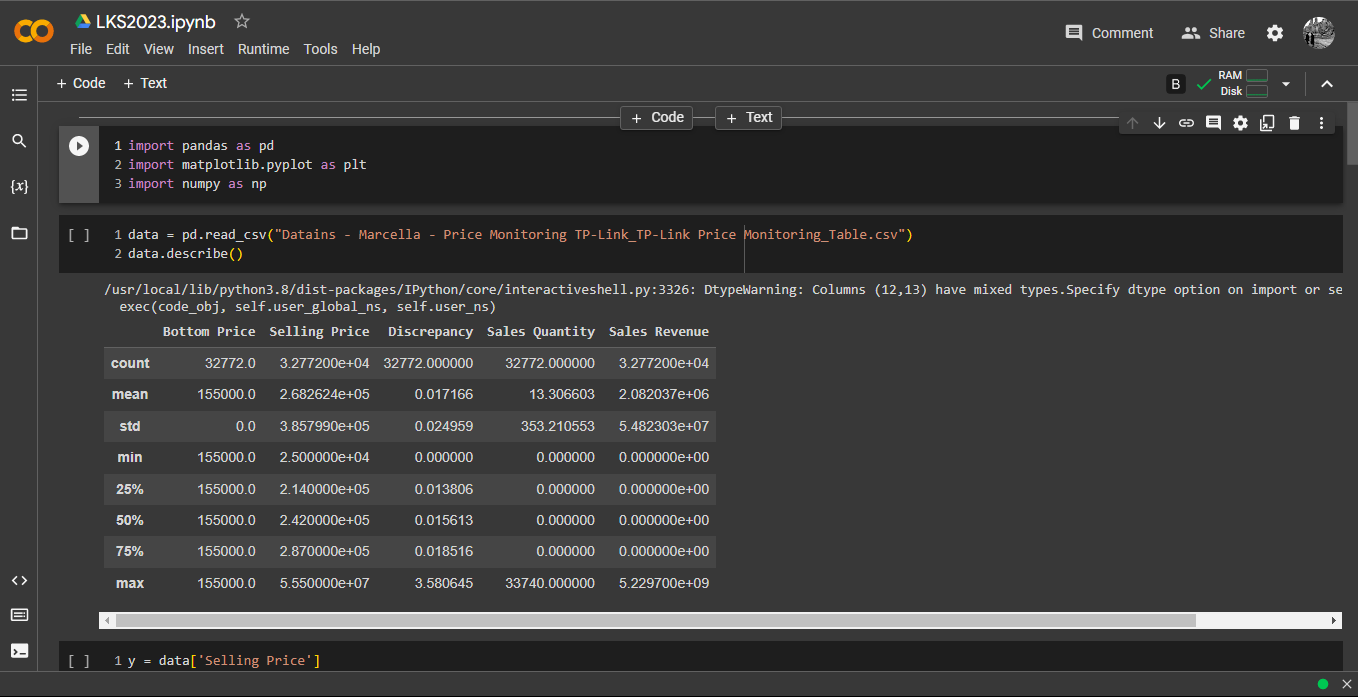 LKS2023.ipynb
File Edit View Insert Runtime Tools Help
Comment Share
+ Code + Text
B RAM
Disk
+ Code + Text
1 import pandas as pd
2 import matplotlib.pyplot as plt
3 import numpy as np
{x}
[ ] 1 data = pd.read_csv("Datains - Marcella - Price Monitoring TP-Link_TP-Link Price Monitoring_Table.csv")
2 data.describe()
/usr/local/lib/python3.8/dist-packages/IPython/core/interactiveshell.py:3326: DtypeWarning: Columns (12,13) have mixed types.Specify dtype option on import or se
exec(code_obj, self.user_global_ns, self.user_ns)
Bottom Price Selling Price Discrepancy Sales Quantity Sales Revenue
count 32772.0 3.277200e+04 32772.000000 32772.000000 3.277200e+04
mean 155000.0 2.682624e+05 0.017166 13.306603 2.082037e+06
std 0.0 3.857990e+05 0.024959 353.210553 5.482303e+07
min 155000.0 2.500000e+04 0.000000 0.000000 0.000000e+00
25% 155000.0 2.140000e+05 0.013806 0.000000 0.000000e+00
50% 155000.0 2.420000e+05 0.015613 0.000000 0.000000e+00
75% 155000.0 2.870000e+05 0.018516 0.000000 0.000000e+00
max 155000.0 5.550000e+07 3.580645 33740.000000 5.229700e+09
[ ] 1 y = data['Selling Price']